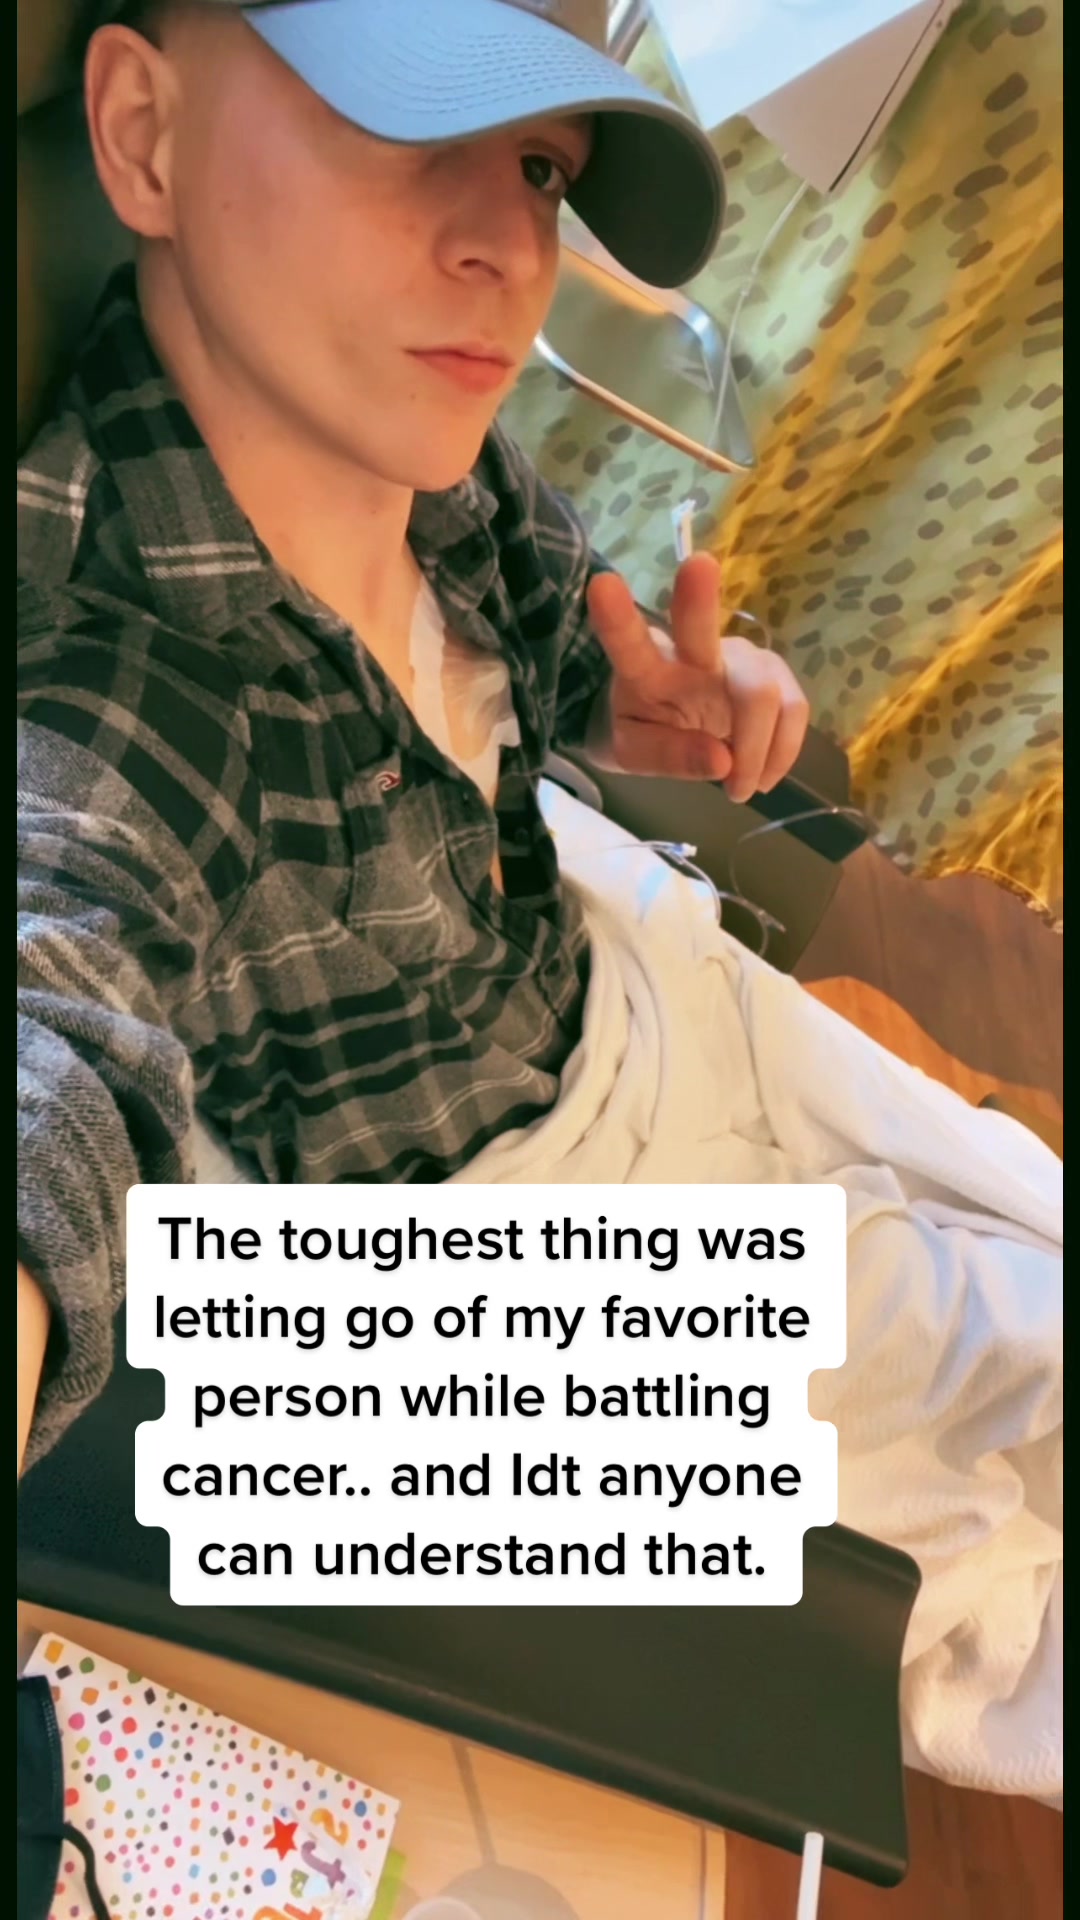 The toughest thing was
letting go of my favorite
person while battling
cancer.. and Idt anyone
can understand that.